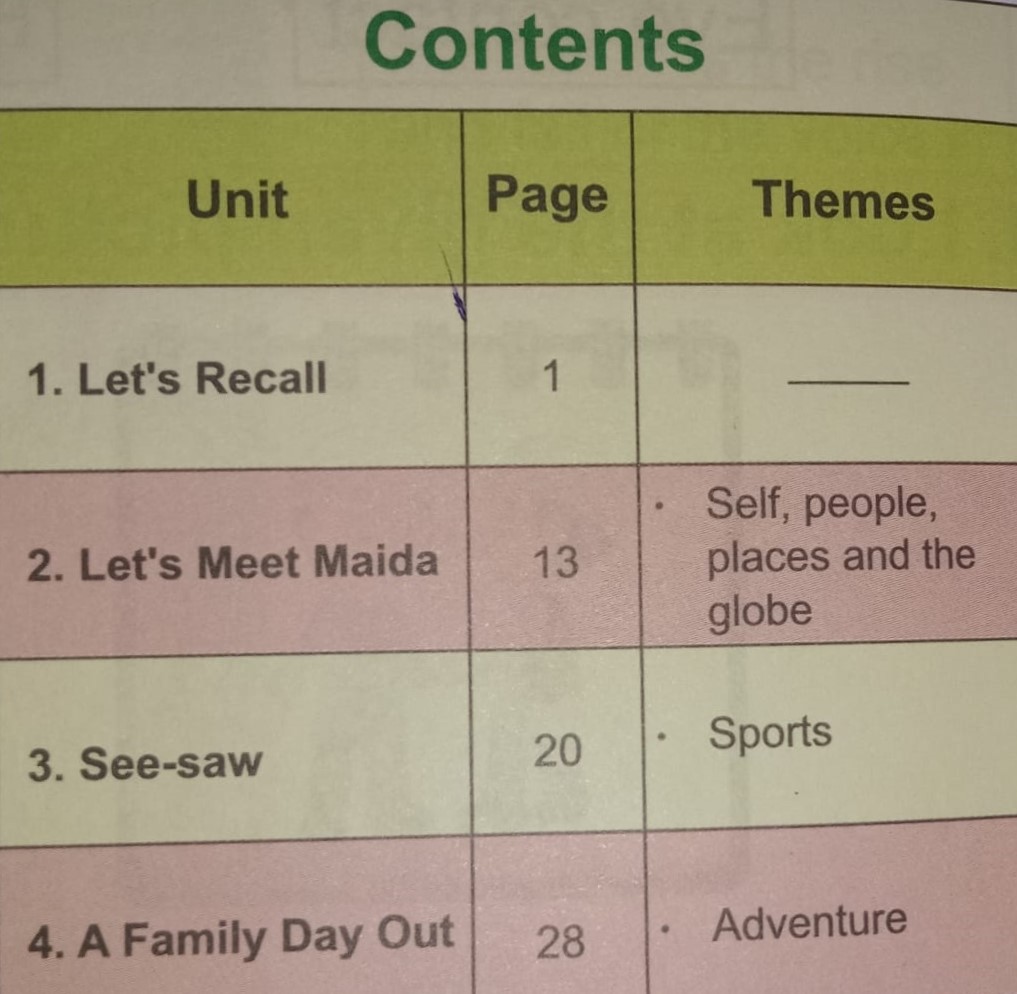 Contents
Unit Page Themes
1. Let's Recall 1
2. Let's Meet Maida 13 • Self, people,
places and the
globe
3. See-saw 20 • Sports
4. A Family Day Out 28 • Adventure